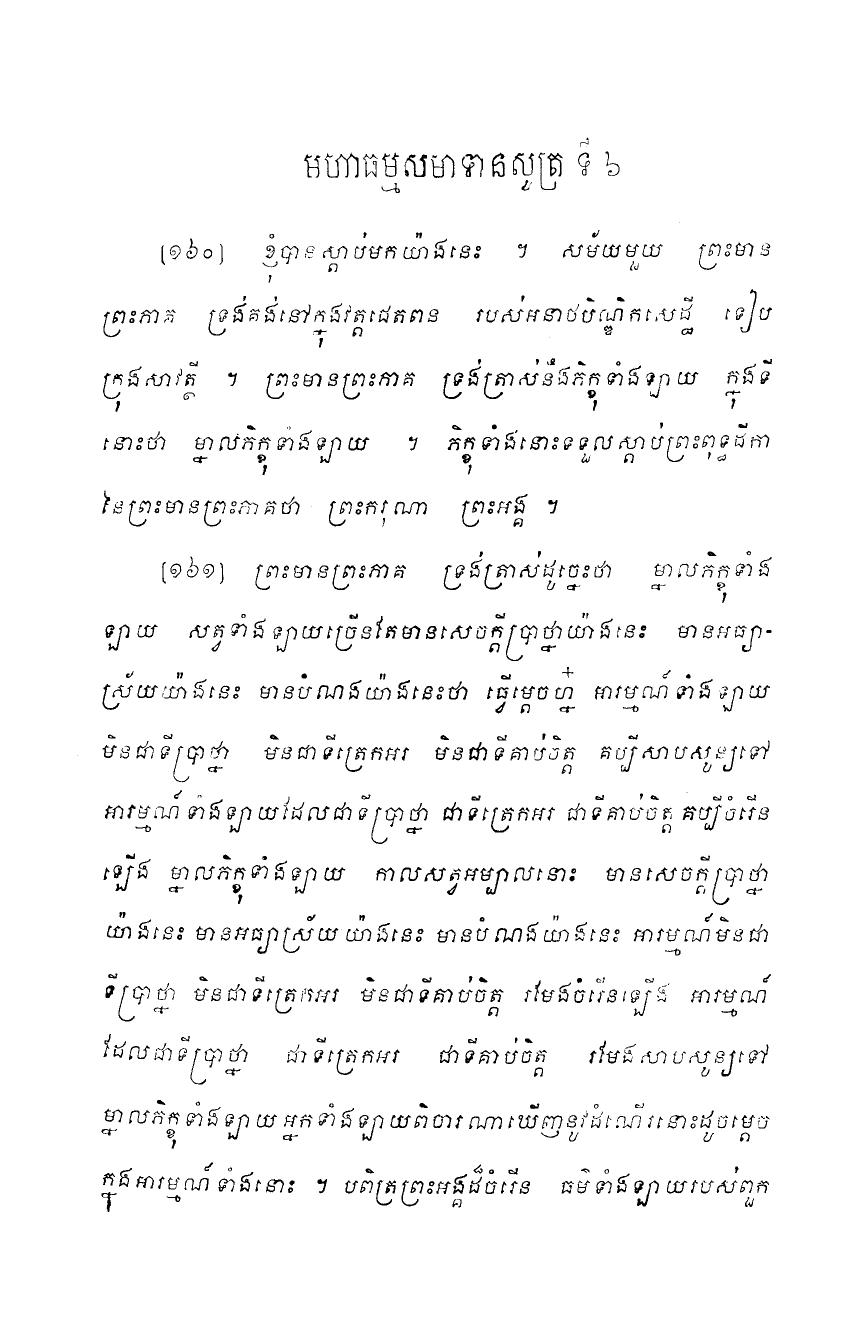 មហាធម្មសមាទានសូត្រ ទី ៦
[១៦០] ខ្ញុំបានស្តាប់មកយ៉ាងនេះ ។ សម័យមួយ ព្រះមាន
ព្រះភាគ ទ្រង់គង់នៅក្នុងវត្តជេតពន របស់អនាថបិណ្ឌិកសេដ្ឋី ទៀប
ក្រុងសាវត្ថី ។ ព្រះមានព្រះភាគ ទ្រង់ត្រាស់នឹងភិក្ខុទាំងឡាយ ក្នុងទី
នោះថា ម្នាលភិក្ខុទាំងឡាយ ។ ភិក្ខុទាំងនោះទទួលស្តាប់ព្រះពុទ្ធដីកា
នៃព្រះមានព្រះភាគថា ព្រះករុណា ព្រះអង្គ ។
[១៦១] ព្រះមានព្រះភាគ ទ្រង់ត្រាស់ដូច្នេះថា ម្នាលភិក្ខុទាំង
ឡាយ សត្វទាំងឡាយច្រើនតែមានសេចក្តីប្រាថ្នាយ៉ាងនេះ មានអធ្យា-
ស្រ័យយ៉ាងនេះ មានបំណងយ៉ាងនេះថា ធ្វើម្តេចហ្ន៎ អារម្មណ៍ទាំងឡាយ
មិនជាទីប្រាថ្នា មិនជាទីត្រេកអរ មិនជាទីគាប់ចិត្ត គប្បីសាបសូន្យទៅ
អារម្មណ៍ទាំងឡាយដែលជាទីប្រាថ្នា ជាទីត្រេកអរ ជាទីគាប់ចិត្ត គប្បីចំរើន
ឡើង ម្នាលភិក្ខុទាំងឡាយ កាលសត្វអម្បាលនោះ មានសេចក្តីប្រាថ្នា
យ៉ាងនេះ មានអធ្យាស្រ័យយ៉ាងនេះ មានបំណងយ៉ាងនេះ អារម្មណ៍មិនជា
ទីប្រាថ្នា មិនជាទីត្រេកអរ មិនជាទីគាប់ចិត្ត រមែងចំរើនឡើង អារម្មណ៍
ដែលជាទីប្រាថ្នា ជាទីត្រេកអរ ជាទីគាប់ចិត្ត រមែងសាបសូន្យទៅ
ម្នាលភិក្ខុទាំងឡាយ អ្នកទាំងឡាយពិចារណាឃើញនូវដំណើរនោះដូចម្តេច
ក្នុងអារម្មណ៍ទាំងនោះ ។ បពិត្រព្រះអង្គដ៏ចំរើន ធម៌ទាំងឡាយរបស់ពួក